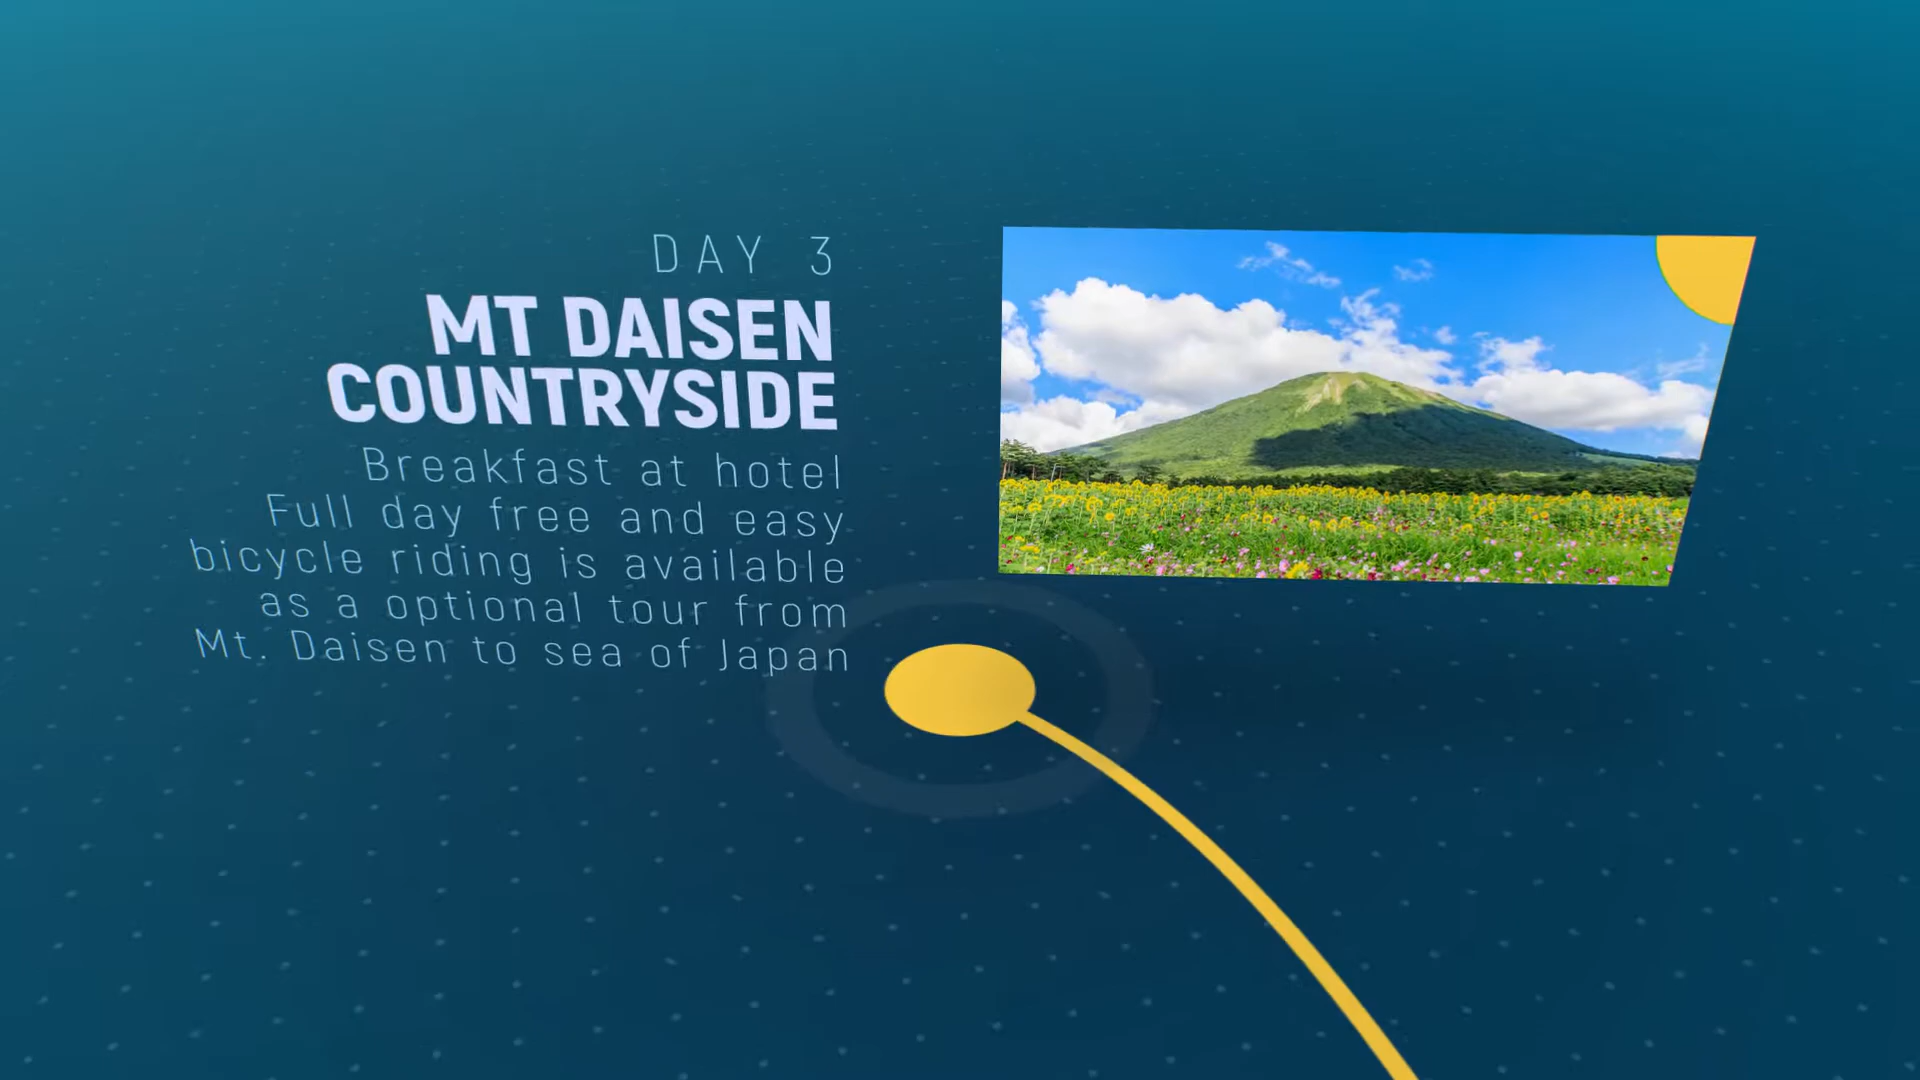 DAY 3
MT DAISEN
COUNTRYSIDE
Breakfast at hotel
Full day free and easy
bicycle riding is available
as a optional tour from
Mt. Daisen to sea of Japan